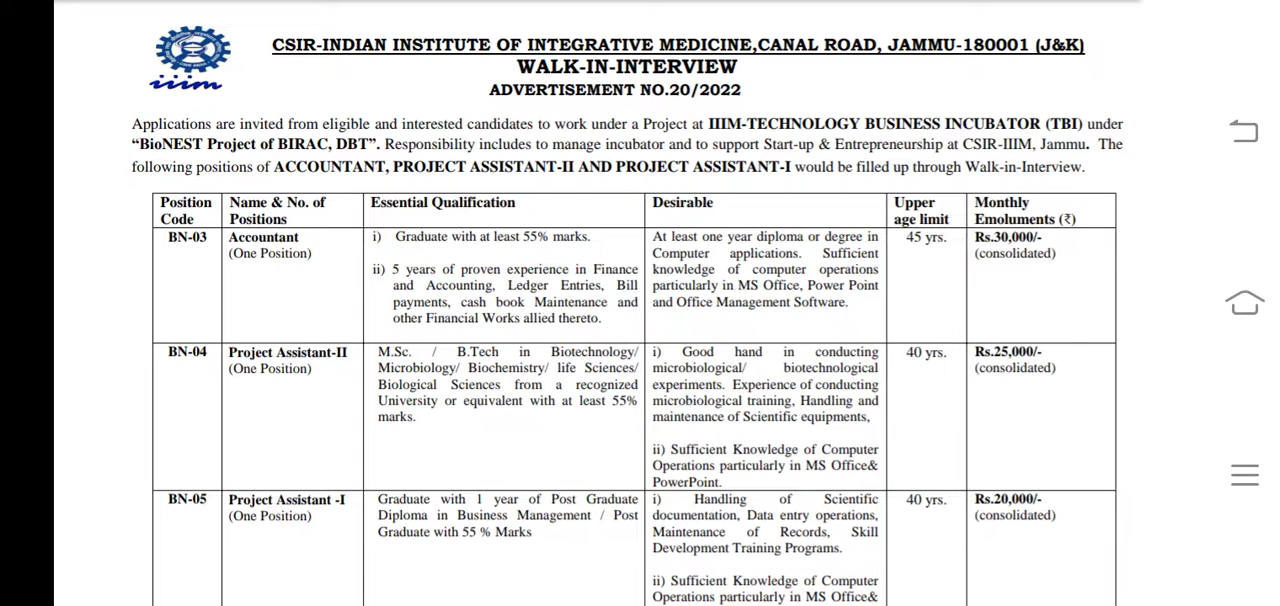 iiim
CSIR-INDIAN INSTITUTE OF INTEGRATIVE MEDICINE,CANAL ROAD, JAMMU-180001 (J&K)
WALK-IN-INTERVIEW
ADVERTISEMENT NO.20/2022
Applications are invited from eligible and interested candidates to work under a Project at IIIM-TECHNOLOGY BUSINESS INCUBATOR (TBI) under
“BioNEST Project of BIRAC, DBT”. Responsibility includes to manage incubator and to support Start-up & Entrepreneurship at CSIR-IIIM, Jammu. The
following positions of ACCOUNTANT, PROJECT ASSISTANT-II AND PROJECT ASSISTANT-I would be filled up through Walk-in-Interview.
Position Code
Name & No. of Positions
Essential Qualification
Desirable
Upper age limit
Monthly Emoluments (₹)
BN-03
Accountant
(One Position)
i) Graduate with at least 55% marks.
ii) 5 years of proven experience in Finance
and Accounting, Ledger Entries, Bill
payments, cash book Maintenance and
other Financial Works allied thereto.
At least one year diploma or degree in
Computer applications. Sufficient
knowledge of computer operations
particularly in MS Office, Power Point
and Office Management Software.
45 yrs.
Rs.30,000/-
(consolidated)
BN-04
Project Assistant-II
(One Position)
M.Sc. / B.Tech in Biotechnology/
Microbiology/ Biochemistry/ life Sciences/
Biological Sciences from a recognized
University or equivalent with at least 55%
marks.
i) Good hand in conducting
microbiological/ biotechnological
experiments. Experience of conducting
microbiological training, Handling and
maintenance of Scientific equipments,
ii) Sufficient Knowledge of Computer
Operations particularly in MS Office&
PowerPoint.
40 yrs.
Rs.25,000/-
(consolidated)
BN-05
Project Assistant -I
(One Position)
Graduate with 1 year of Post Graduate
Diploma in Business Management / Post
Graduate with 55 % Marks
i) Handling of Scientific
documentation, Data entry operations,
Maintenance of Records, Skill
Development Training Programs.
ii) Sufficient Knowledge of Computer
Operations particularly in MS Office&
40 yrs.
Rs.20,000/-
(consolidated)